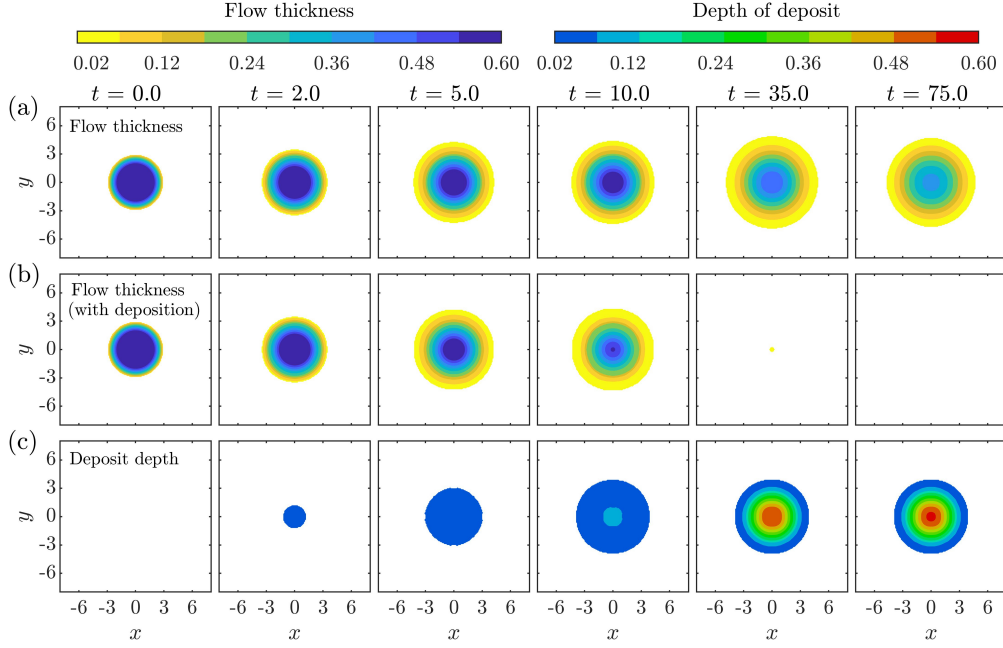 Flow thickness Depth of deposit
0.02 0.12 0.24 0.36 0.48 0.60 0.02 0.12 0.24 0.36 0.48 0.60
t = 0.0 t = 2.0 t = 5.0 t = 10.0 t = 35.0 t = 75.0
(a)
6
Flow thickness
3
y 0
-3
-6
(b)
6
Flow thickness
(with deposition)
3
y 0
-3
-6
(c)
6
Deposit depth
3
y 0
-3
-6
-6 -3 0 3 6 -6 -3 0 3 6 -6 -3 0 3 6 -6 -3 0 3 6 -6 -3 0 3 6 -6 -3 0 3 6
x x x x x x